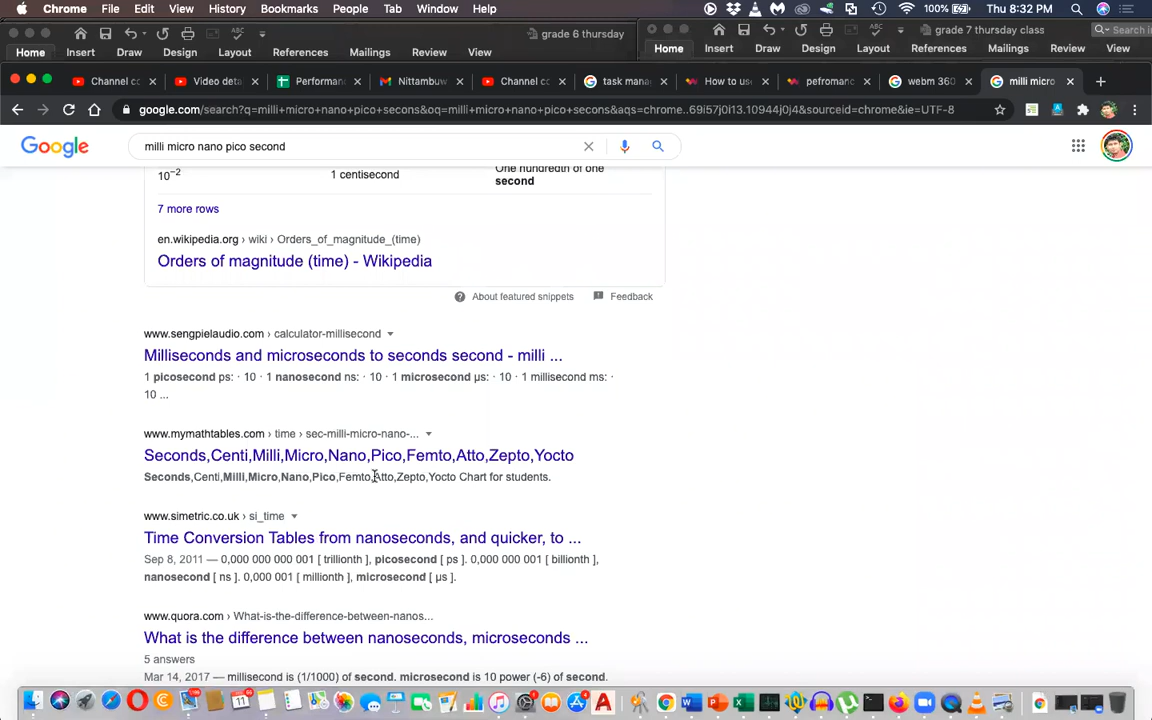 Chrome File Edit View History Bookmarks People Tab Window Help 100% Thu 8:32 PM
grade 6 thursday grade 7 thursday class Search in
Home Insert Draw Design Layout References Mailings Review View Home Insert Draw Design Layout References Mailings Review View
Channel co Video deta Performan Nittambuw Channel co task mana How to use pefromanc webm 360 milli micro
google.com/search?q=milli+micro+nano+pico+secons&oq=milli+micro+nano+pico+secons&aqs=chrome..69i57j0i13.10944j0j4&sourceid=chrome&ie=UTF-8
Google milli micro nano pico second
10⁻² 1 centisecond One hundredth of one
second
7 more rows
en.wikipedia.org › wiki › Orders_of_magnitude_(time)
Orders of magnitude (time) - Wikipedia
About featured snippets Feedback
www.sengpielaudio.com › calculator-millisecond
Milliseconds and microseconds to seconds second - milli ...
1 picosecond ps: · 10 · 1 nanosecond ns: · 10 · 1 microsecond μs: · 10 · 1 millisecond ms: ·
10 ...
www.mymathtables.com › time › sec-milli-micro-nano-...
Seconds,Centi,Milli,Micro,Nano,Pico,Femto,Atto,Zepto,Yocto
Seconds,Centi,Milli,Micro,Nano,Pico,Femto,Atto,Zepto,Yocto Chart for students.
www.simetric.co.uk › si_time
Time Conversion Tables from nanoseconds, and quicker, to ...
Sep 8, 2011 — 0,000 000 000 001 [ trillionth ], picosecond [ ps ]. 0,000 000 001 [ billionth ],
nanosecond [ ns ]. 0,000 001 [ millionth ], microsecond [ μs ].
www.quora.com › What-is-the-difference-between-nanos...
What is the difference between nanoseconds, microseconds ...
5 answers
Mar 14, 2017 — millisecond is (1/1000) of second. microsecond is 10 power (-6) of second.